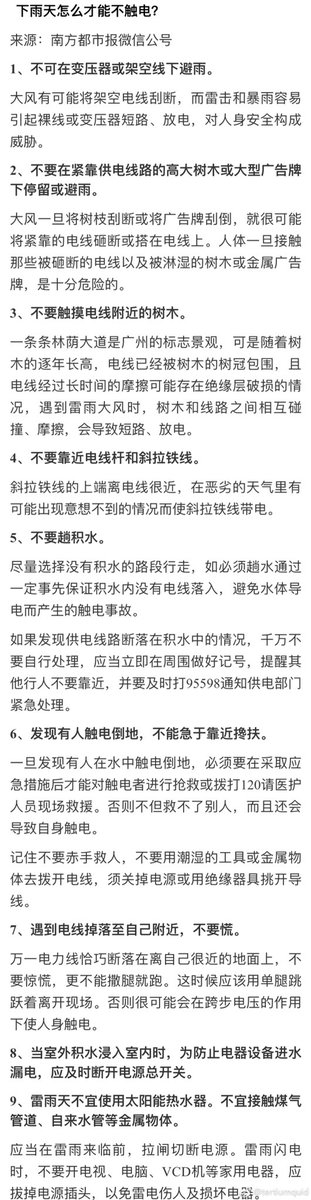 下雨天怎么才能不触电?
来源：南方都市报微信公号
1、不可在变压器或架空线下避雨。
大风有可能将架空电线刮断，而雷击和暴雨容易
引起裸线或变压器短路、放电，对人身安全构成
威胁。
2、不要在紧靠供电线路的高大树木或大型广告牌
下停留或避雨。
大风一旦将树枝刮断或将广告牌刮倒，就很可能
将紧靠的电线砸断或搭在电线上。人体一旦接触
那些被砸断的电线以及被淋湿的树木或金属广告
牌，是十分危险的。
3、不要触摸电线附近的树木。
一条条林荫大道是广州的标志景观，可是随着树
木的逐年长高，电线已经被树木的树冠包围，且
电线经过长时间的摩擦可能存在绝缘层破损的情
况，遇到雷雨大风时，树木和线路之间相互碰
撞、摩擦，会导致短路、放电。
4、不要靠近电线杆和斜拉铁线。
斜拉铁线的上端离电线很近，在恶劣的天气里有
可能出现意想不到的情况而使斜拉铁线带电。
5、不要趟积水。
尽量选择没有积水的路段行走，如必须趟水通过
一定事先保证积水内没有电线落入，避免水体导
电而产生的触电事故。
如果发现供电线路断落在积水中的情况，千万不
要自行处理，应当立即在周围做好记号，提醒其
他行人不要靠近，并要及时打95598通知供电部门
紧急处理。
6、发现有人触电倒地，不能急于靠近搀扶。
一旦发现有人在水中触电倒地，必须要在采取应
急措施后才能对触电者进行抢救或拨打120请医护
人员现场救援。否则不但救不了别人，而且还会
导致自身触电。
记住不要赤手救人，不要用潮湿的工具或金属物
体去拨开电线，须关掉电源或用绝缘器具挑开导
线。
7、遇到电线掉落至自己附近，不要慌。
万一电力线恰巧断落在离自己很近的地面上，不
要惊慌，更不能撒腿就跑。这时候应该用单腿跳
跃着离开现场。否则很可能会在跨步电压的作用
下使人身触电。
8、当室外积水浸入室内时，为防止电器设备进水
漏电，应及时断开电源总开关。
9、雷雨天不宜使用太阳能热水器。不宜接触煤气
管道、自来水管等金属物体。
应当在雷雨来临前，拉闸切断电源。雷雨闪电
时，不要开电视、电脑、VCD机等家用电器，应
拔掉电源插头，以免雷电伤人及损坏电器。